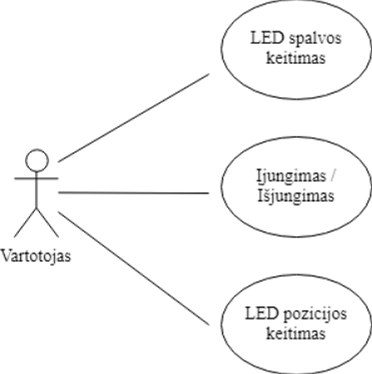 LED spalvos
keitimas
Įjungimas /
Išjungimas
Vartotojas
LED pozicijos
keitimas